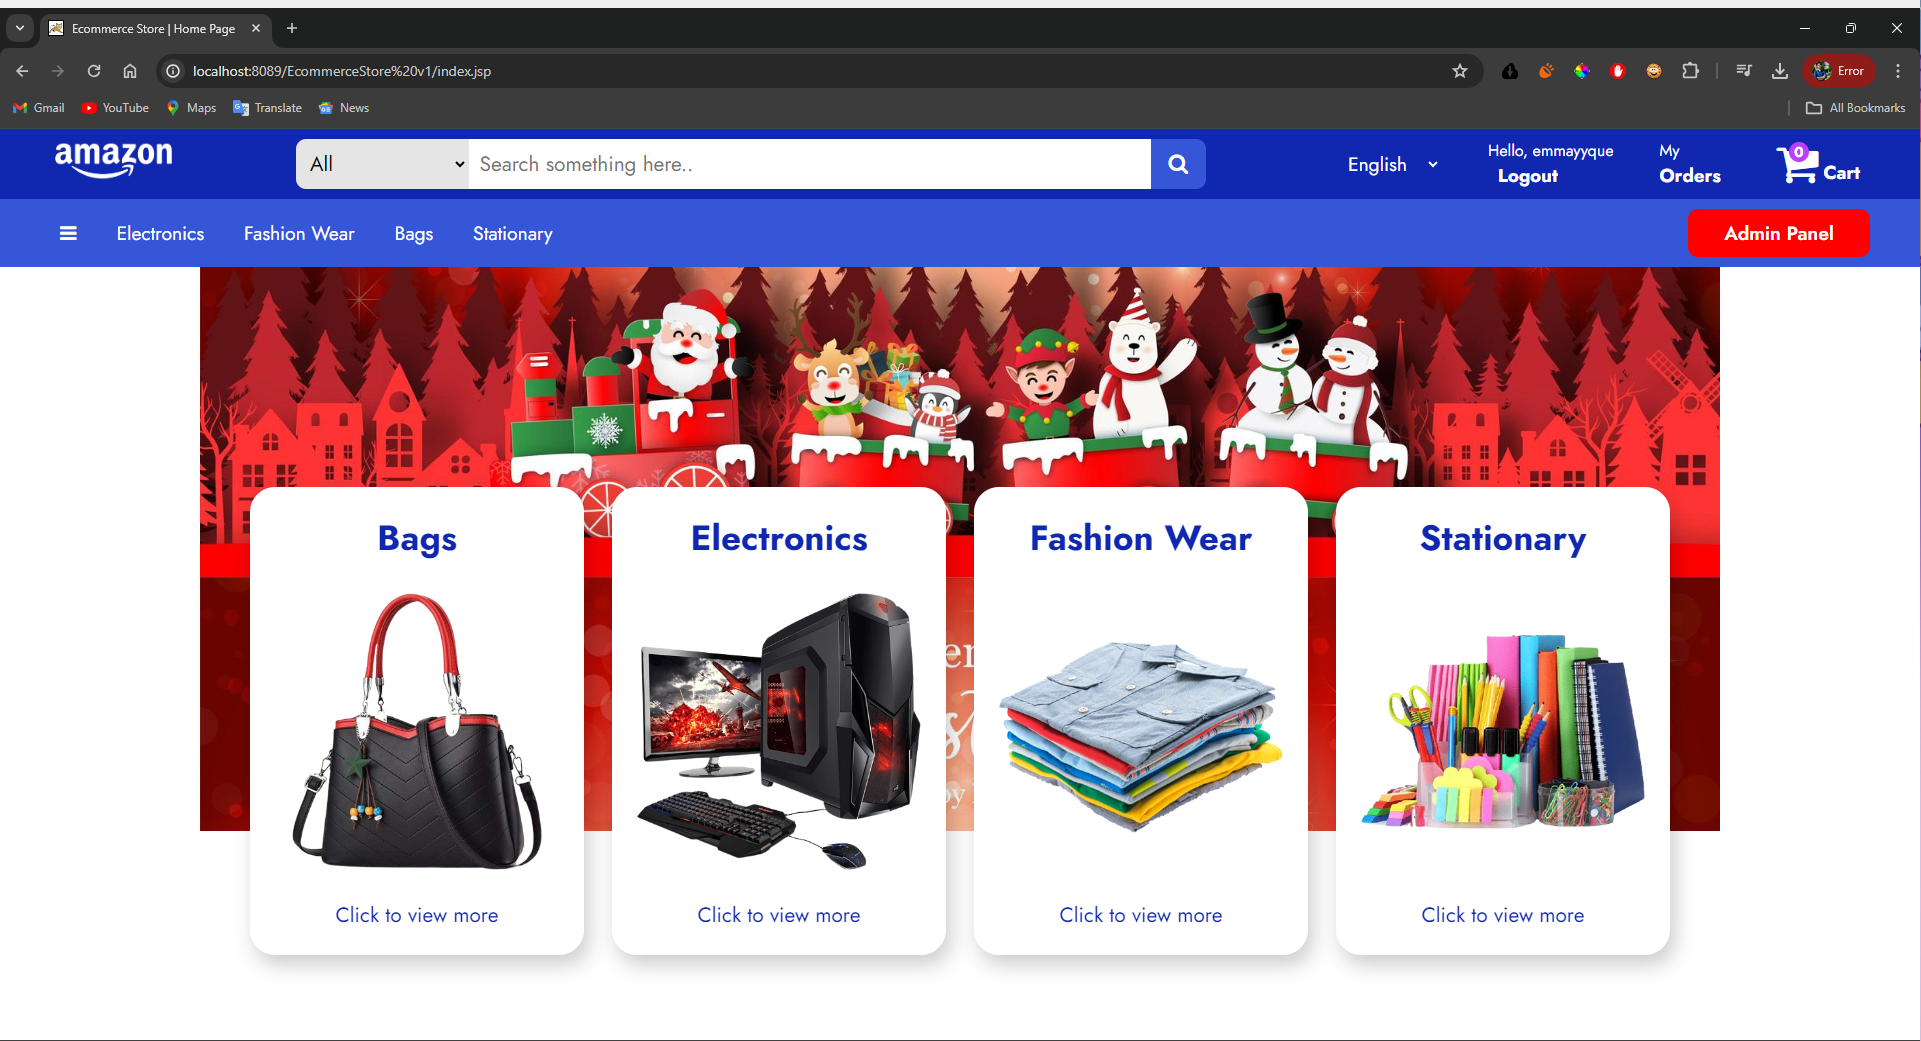 Ecommerce Store | Home Page
localhost:8089/EcommerceStore%20v1/index.jsp
Error
Gmail YouTube Maps Translate News
All Bookmarks
amazon
All
Search something here..
English
Hello, emmayyque
Logout
My
Orders
0
Cart
Electronics Fashion Wear Bags Stationary
Admin Panel
Bags
Electronics
Fashion Wear
Stationary
Click to view more
Click to view more
Click to view more
Click to view more